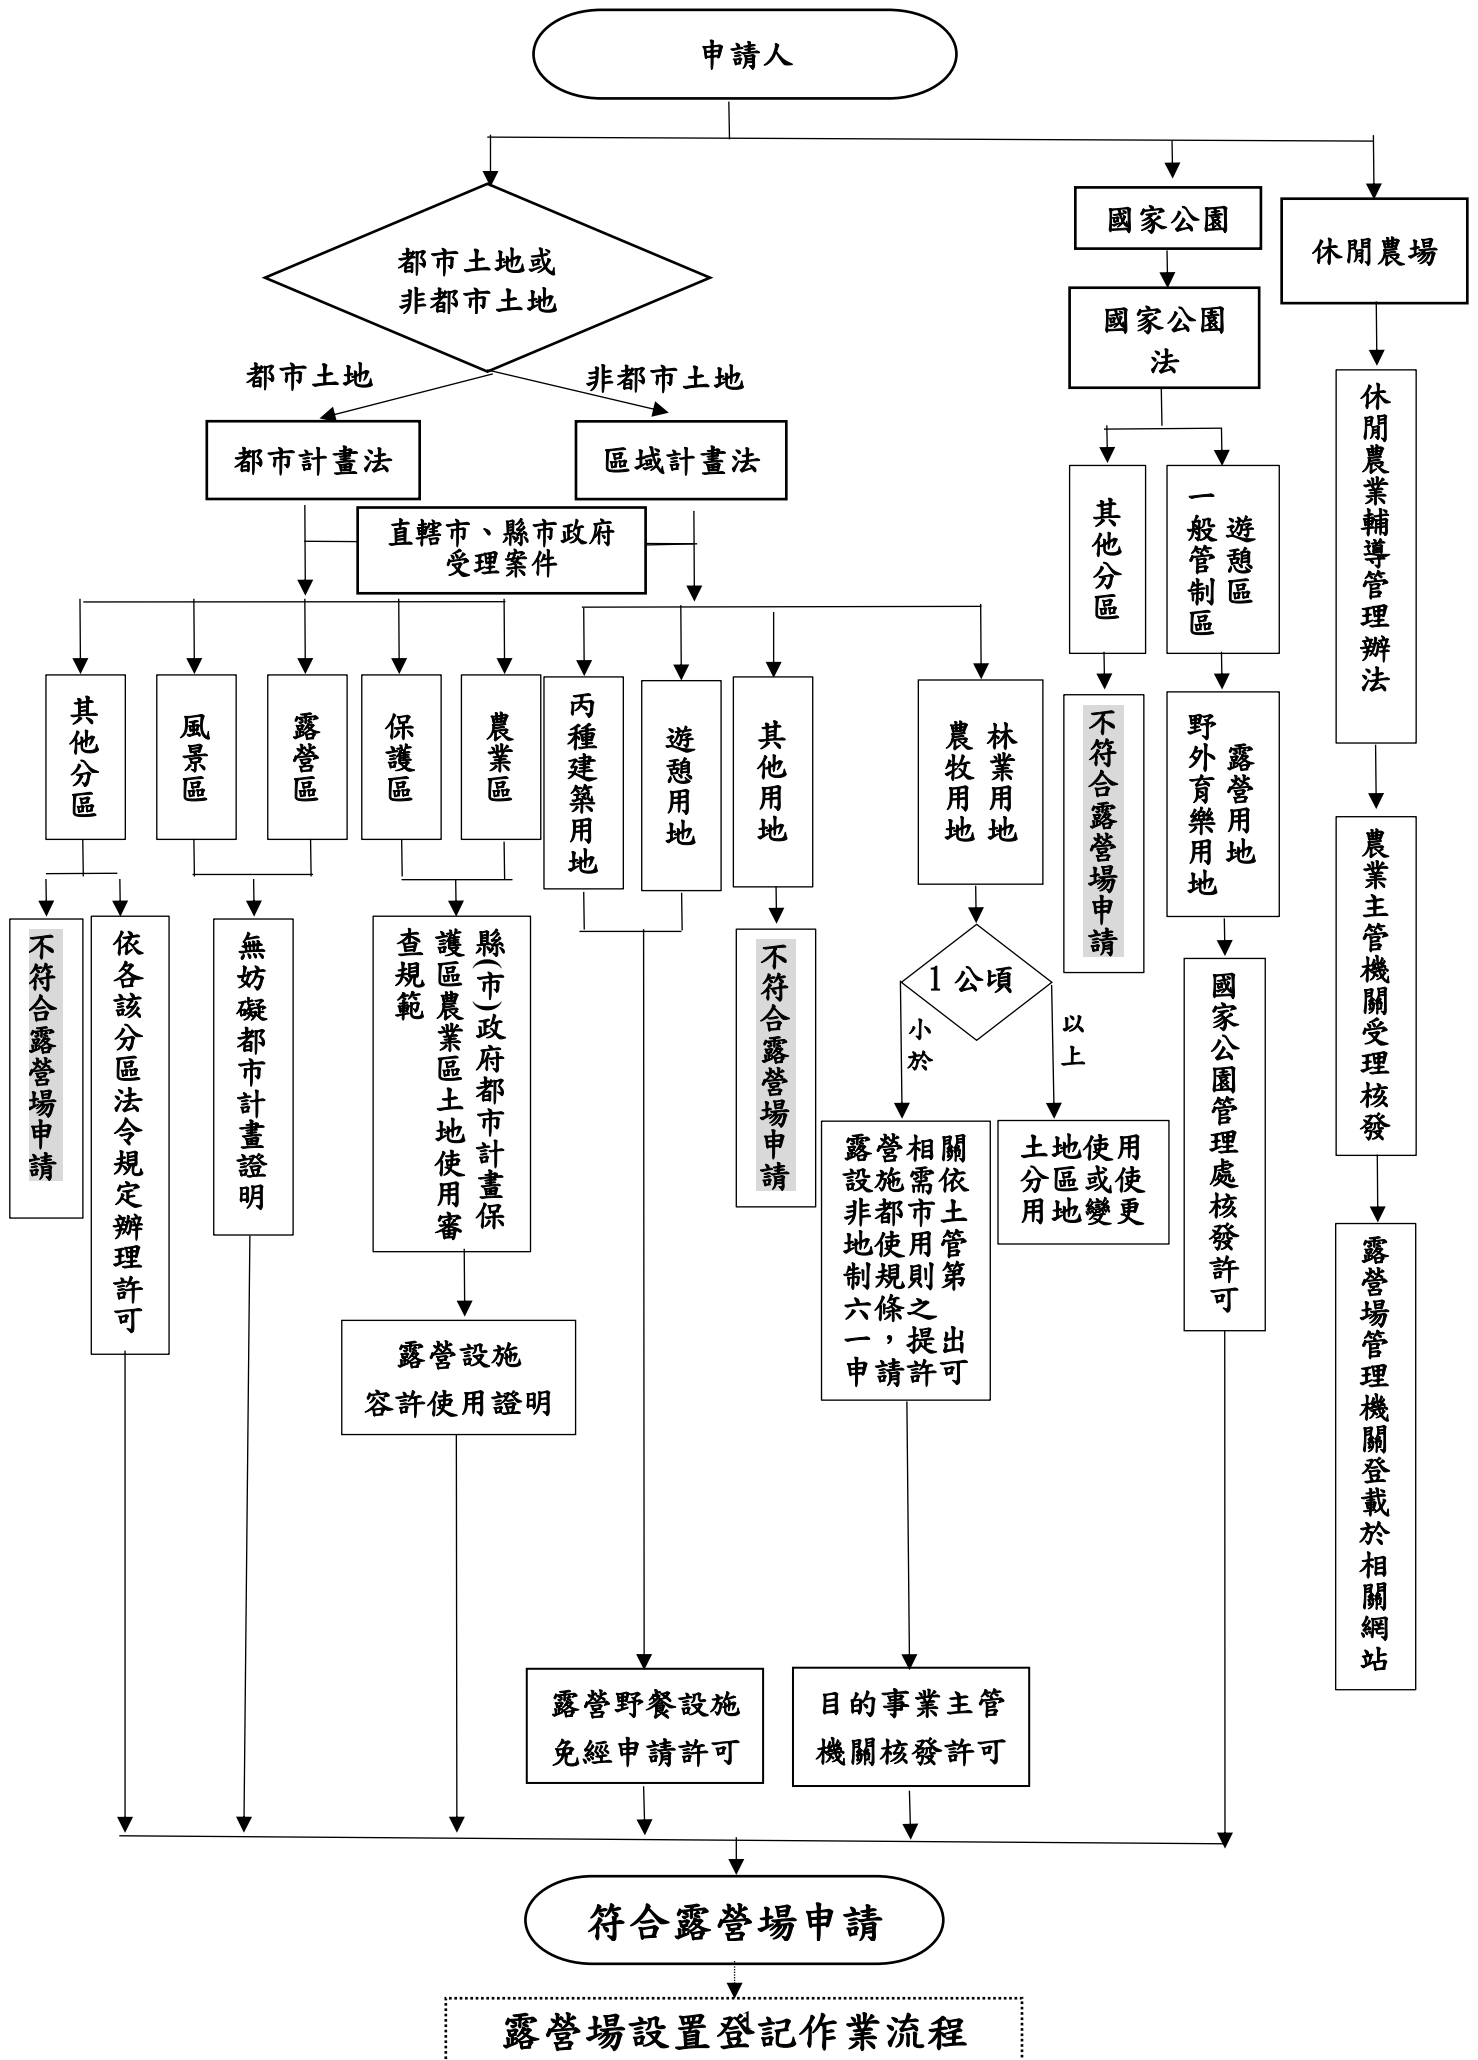 申請人
都市土地或
非都市土地
都市土地
非都市土地
國家公園
休閒農場
國家公園
法
都市計畫法
區域計畫法
直轄市、縣市政府
受理案件
其他分區
風景區
露營區
保護區
農業區
丙種建築用地
遊憩用地
其他用地
林業用地
農牧用地
其他分區
遊憩區
一般管制區
休閒農業輔導管理辦法
不符合露營場申請
依各該分區法令規定辦理許可
無妨礙都市計畫證明
縣(市)政府都市計畫保
護區農業區土地使用審
查規範
露營設施
容許使用證明
不符合露營場申請
1 公頃
小於
以上
露營相關
設施需依
非都市土
地使用管
制規則第
六條之
一，提出
申請許可
土地使用
分區或使
用地變更
不符合露營場申請
露營用地
野外育樂用地
國家公園管理處核發許可
農業主管機關受理核發
露營場管理機關登載於相關網站
露營野餐設施
免經申請許可
目的事業主管
機關核發許可
符合露營場申請
露營場設置登記作業流程
1